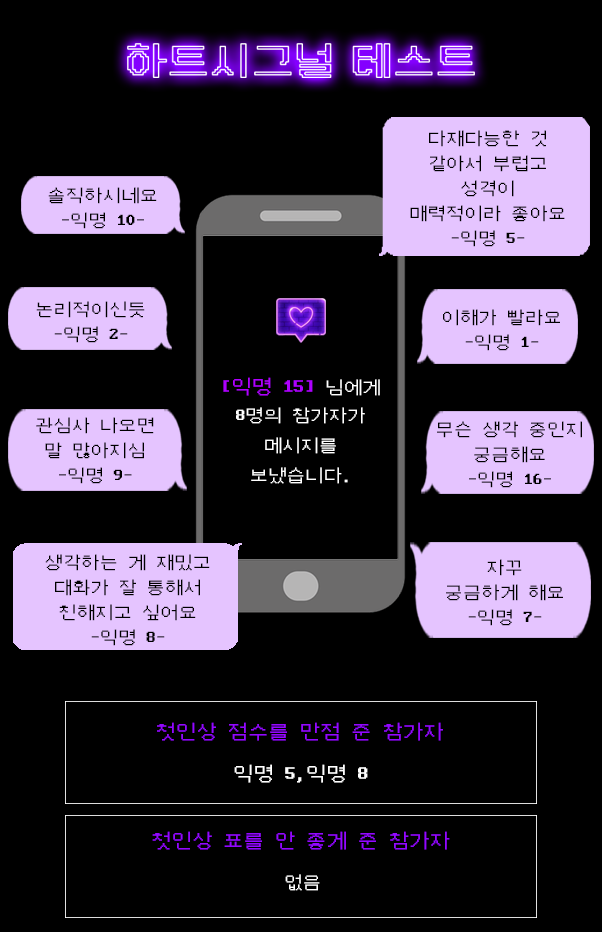 하트시그널 테스트
다재다능한 것
같아서 부럽고
성격이
매력적이라 좋아요
-익명 5-
솔직하시네요
-익명 10-
논리적이신듯
-익명 2-
이해가 빨라요
-익명 1-
[익명 15] 님에게
8명의 참가자가
메시지를
보냈습니다.
관심사 나오면
말 많아지심
-익명 9-
무슨 생각 중인지
궁금해요
-익명 16-
생각하는 게 재밌고
대화가 잘 통해서
친해지고 싶어요
-익명 8-
자꾸
궁금하게 해요
-익명 7-
첫인상 점수를 만점 준 참가자
익명 5,익명 8
첫인상 표를 안 좋게 준 참가자
없음